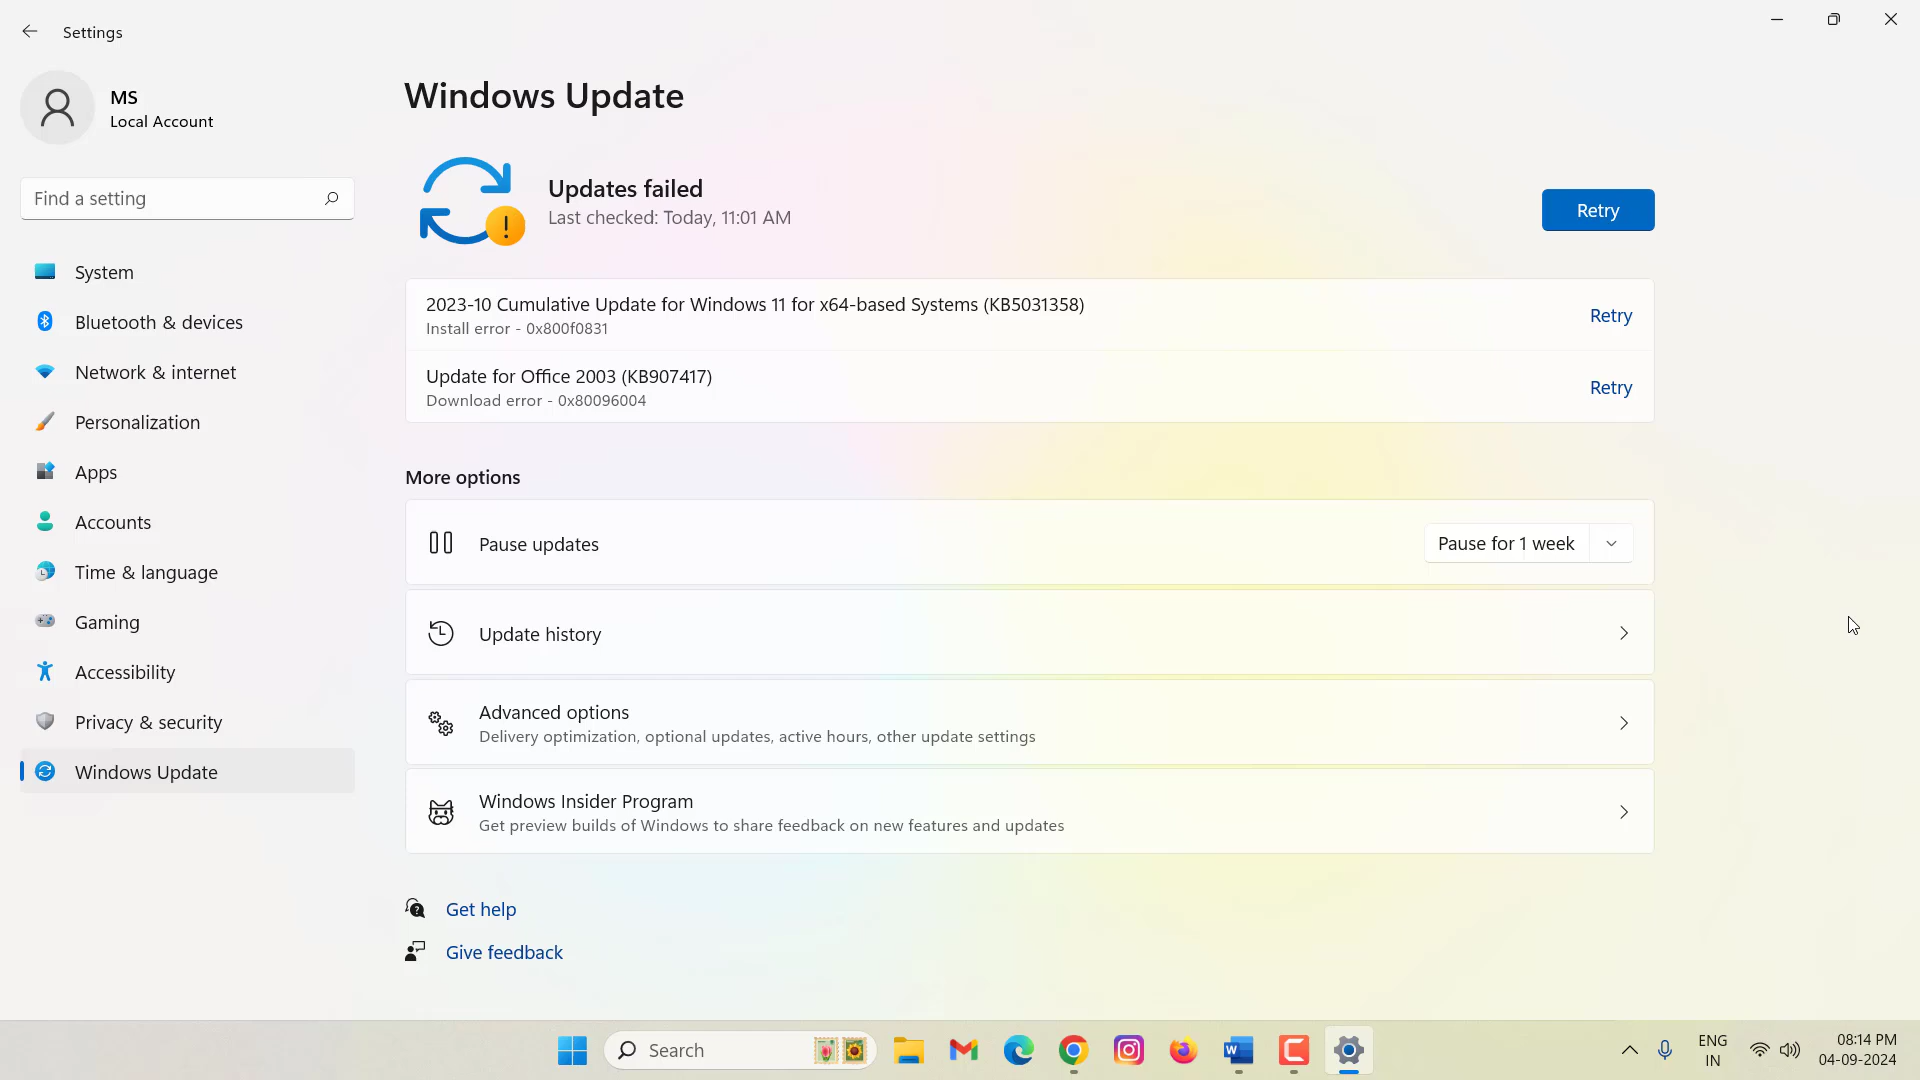 Settings
MS
Local Account
Find a setting
System
Bluetooth & devices
Network & internet
Personalization
Apps
Accounts
Time & language
Gaming
Accessibility
Privacy & security
Windows Update
Windows Update
Updates failed
Last checked: Today, 11:01 AM
Retry
2023-10 Cumulative Update for Windows 11 for x64-based Systems (KB5031358)
Install error - 0x800f0831
Retry
Update for Office 2003 (KB907417)
Download error - 0x80096004
Retry
More options
Pause updates
Pause for 1 week
Update history
Advanced options
Delivery optimization, optional updates, active hours, other update settings
Windows Insider Program
Get preview builds of Windows to share feedback on new features and updates
Get help
Give feedback
Search
ENG
IN
08:14 PM
04-09-2024